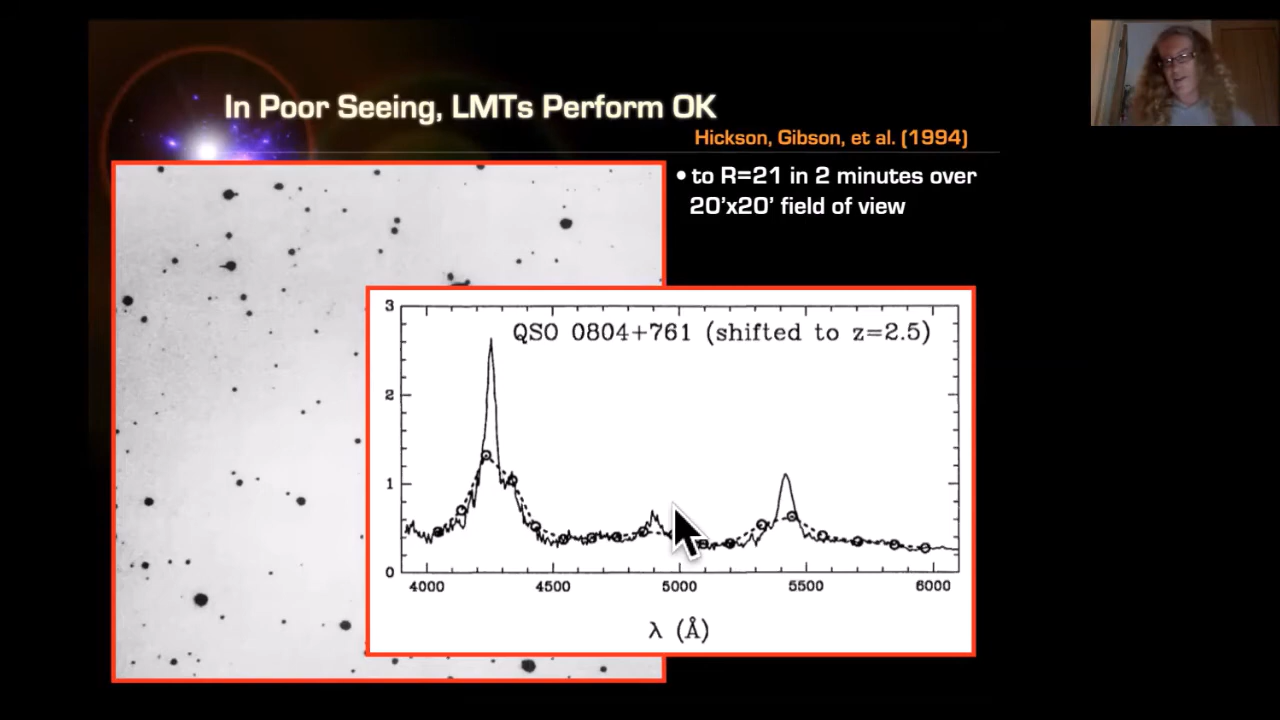 In Poor Seeing, LMTs Perform OK
Hickson, Gibson, et al. (1994)
• to R=21 in 2 minutes over
20'x20' field of view
QSO 0804+761 (shifted to z=2.5)
3
2
1
0
4000 4500 5000 5500 6000
λ (Å)